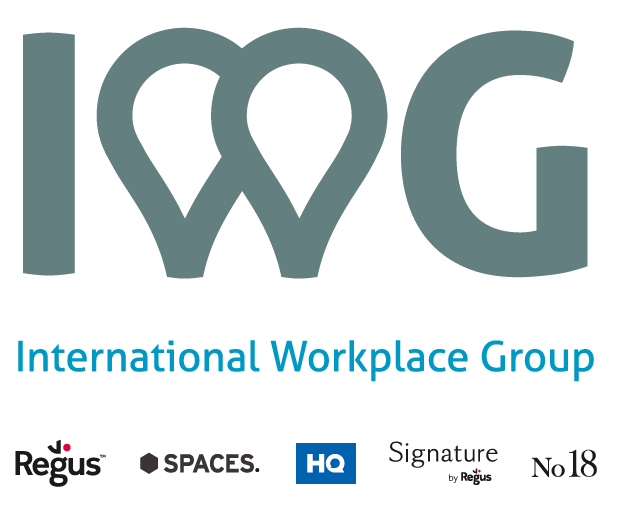 IWG
International Workplace Group
Regus™ SPACES. HQ Signature by Regus No18